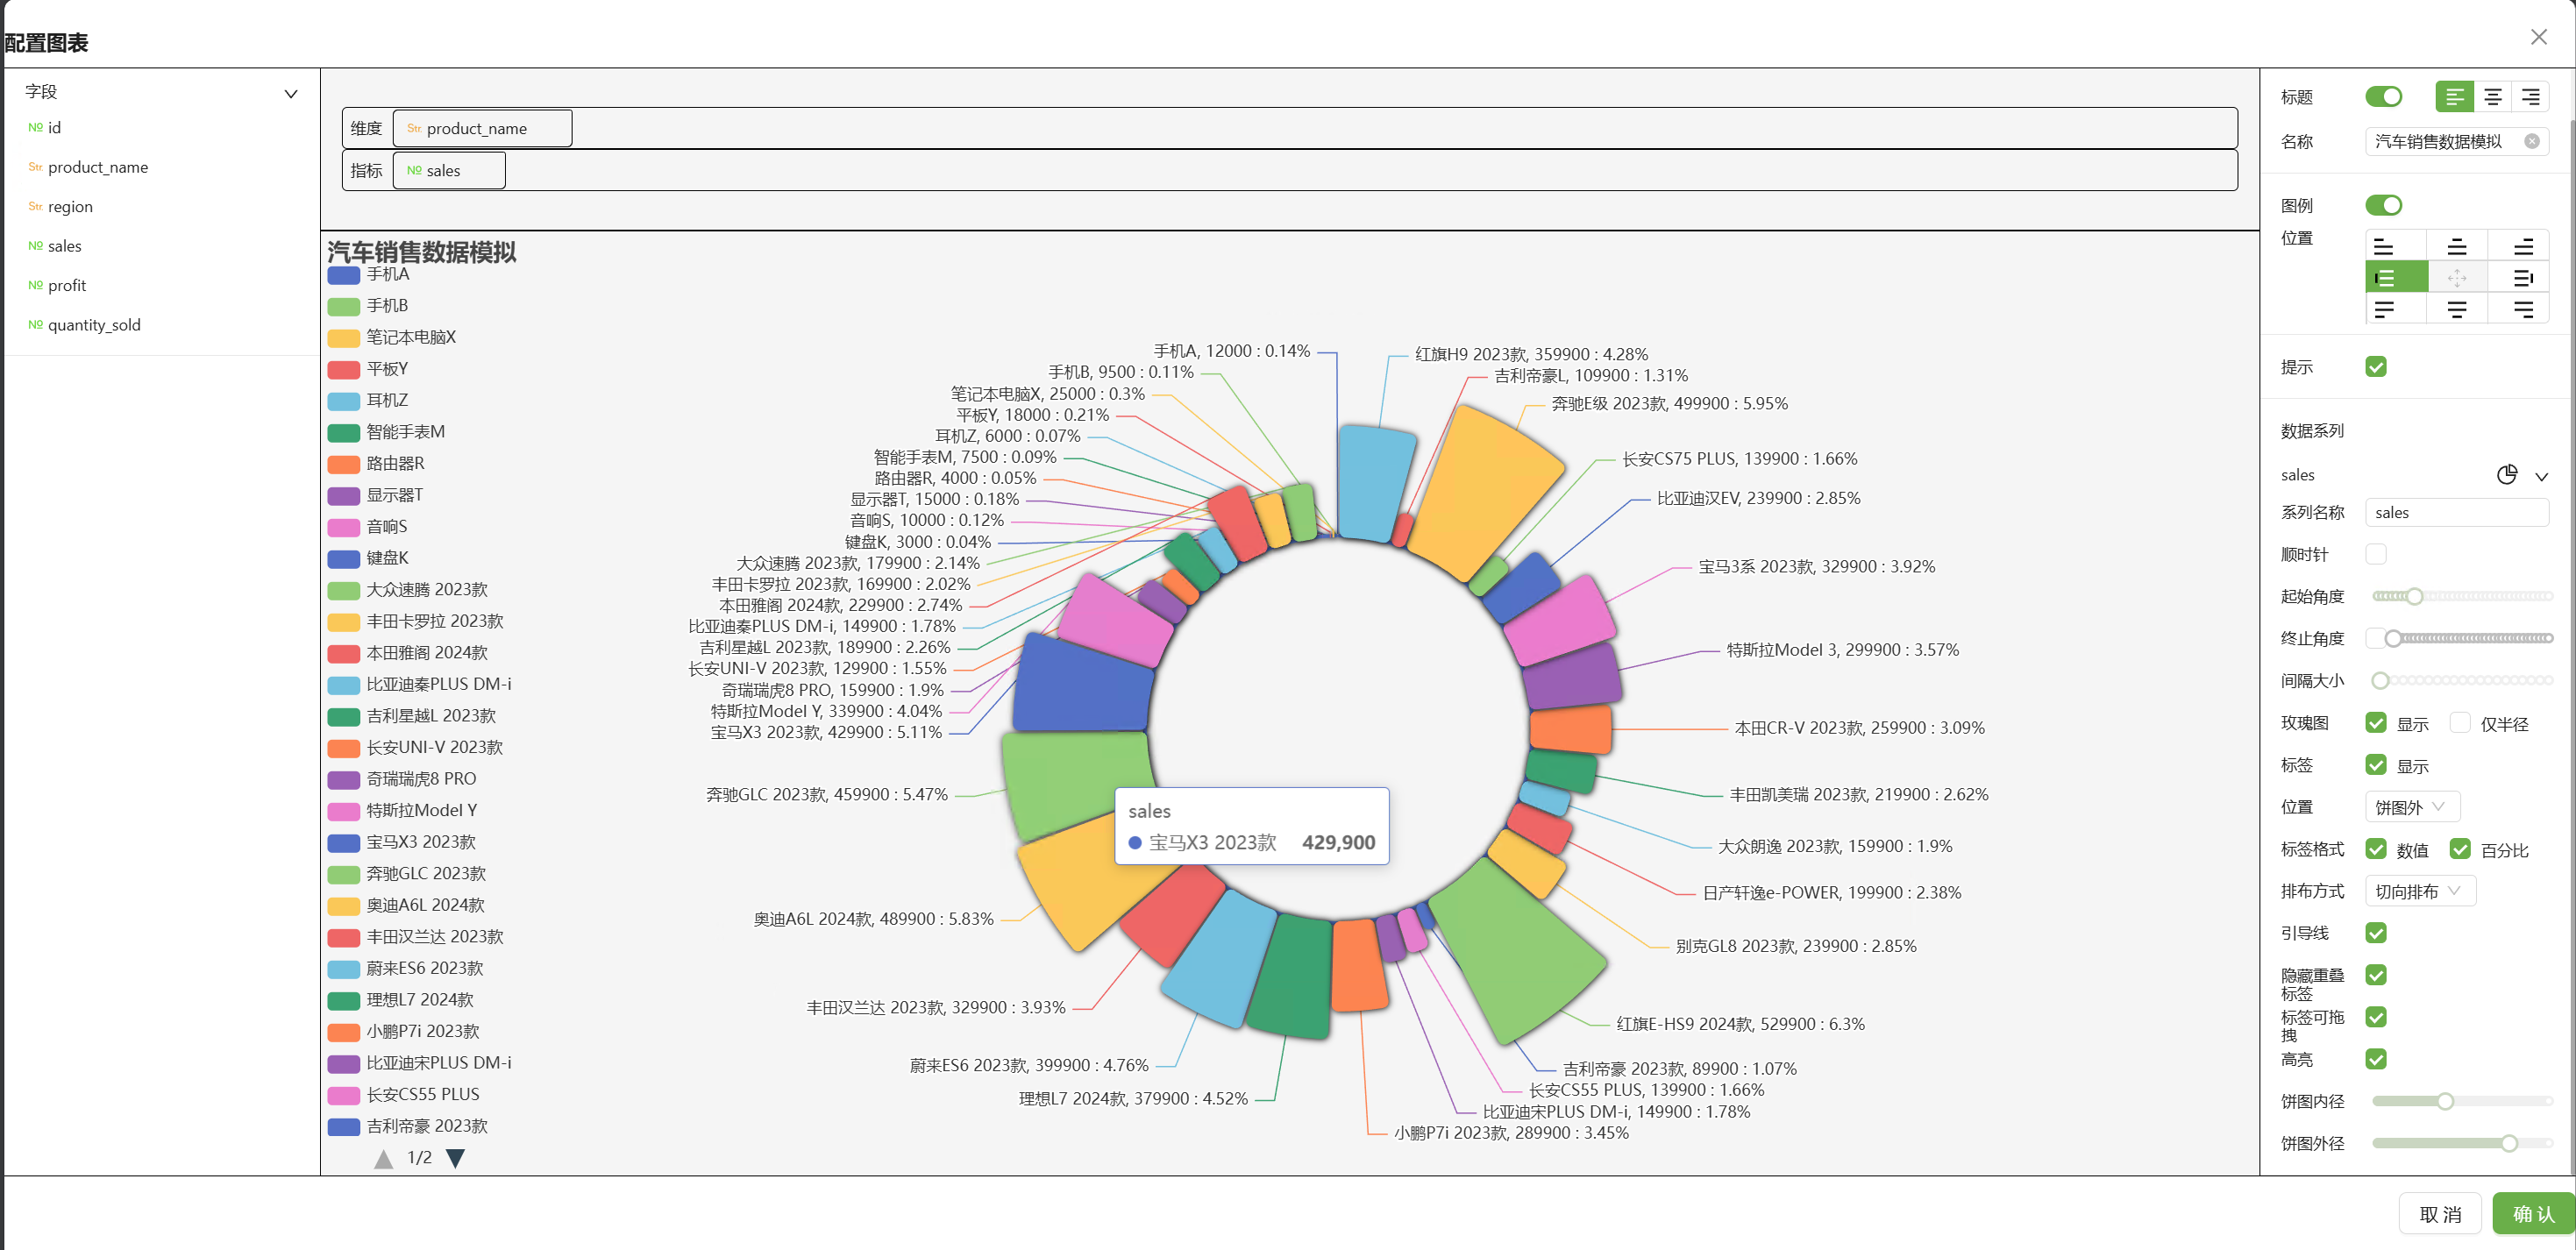 配置图表
字段
№ id
Str. product_name
Str. region
№ sales
№ profit
№ quantity_sold
维度 Str. product_name
指标 № sales
汽车销售数据模拟
手机A
手机B
笔记本电脑X
平板Y
耳机Z
智能手表M
路由器R
显示器T
音响S
键盘K
大众速腾 2023款
丰田卡罗拉 2023款
本田雅阁 2024款
比亚迪秦PLUS DM-i
吉利星越L 2023款
长安UNI-V 2023款
奇瑞瑞虎8 PRO
特斯拉Model Y
宝马X3 2023款
奔驰GLC 2023款
奥迪A6L 2024款
丰田汉兰达 2023款
蔚来ES6 2023款
理想L7 2024款
小鹏P7i 2023款
比亚迪宋PLUS DM-i
长安CS55 PLUS
吉利帝豪 2023款
1/2
手机A, 12000 : 0.14%
手机B, 9500 : 0.11%
笔记本电脑X, 25000 : 0.3%
平板Y, 18000 : 0.21%
耳机Z, 6000 : 0.07%
智能手表M, 7500 : 0.09%
路由器R, 4000 : 0.05%
显示器T, 15000 : 0.18%
音响S, 10000 : 0.12%
键盘K, 3000 : 0.04%
大众速腾 2023款, 179900 : 2.14%
丰田卡罗拉 2023款, 169900 : 2.02%
本田雅阁 2024款, 229900 : 2.74%
比亚迪秦PLUS DM-i, 149900 : 1.78%
吉利星越L 2023款, 189900 : 2.26%
长安UNI-V 2023款, 129900 : 1.55%
奇瑞瑞虎8 PRO, 159900 : 1.9%
特斯拉Model Y, 339900 : 4.04%
宝马X3 2023款, 429900 : 5.11%
奔驰GLC 2023款, 459900 : 5.47%
奥迪A6L 2024款, 489900 : 5.83%
丰田汉兰达 2023款, 329900 : 3.93%
蔚来ES6 2023款, 399900 : 4.76%
理想L7 2024款, 379900 : 4.52%
sales
宝马X3 2023款 429,900
红旗H9 2023款, 359900 : 4.28%
吉利帝豪L, 109900 : 1.31%
奔驰E级 2023款, 499900 : 5.95%
长安CS75 PLUS, 139900 : 1.66%
比亚迪汉EV, 239900 : 2.85%
宝马3系 2023款, 329900 : 3.92%
特斯拉Model 3, 299900 : 3.57%
本田CR-V 2023款, 259900 : 3.09%
丰田凯美瑞 2023款, 219900 : 2.62%
大众朗逸 2023款, 159900 : 1.9%
日产轩逸e-POWER, 199900 : 2.38%
别克GL8 2023款, 239900 : 2.85%
红旗E-HS9 2024款, 529900 : 6.3%
吉利帝豪 2023款, 89900 : 1.07%
长安CS55 PLUS, 139900 : 1.66%
比亚迪宋PLUS DM-i, 149900 : 1.78%
小鹏P7i 2023款, 289900 : 3.45%
标题
名称 汽车销售数据模拟
图例
位置
提示
数据系列
sales
系列名称 sales
顺时针
起始角度
终止角度
间隔大小
玫瑰图 显示 仅半径
标签 显示
位置 饼图外
标签格式 数值 百分比
排布方式 切向排布
引导线
隐藏重叠
标签
标签可拖
拽
高亮
饼图内径
饼图外径
取 消 确 认